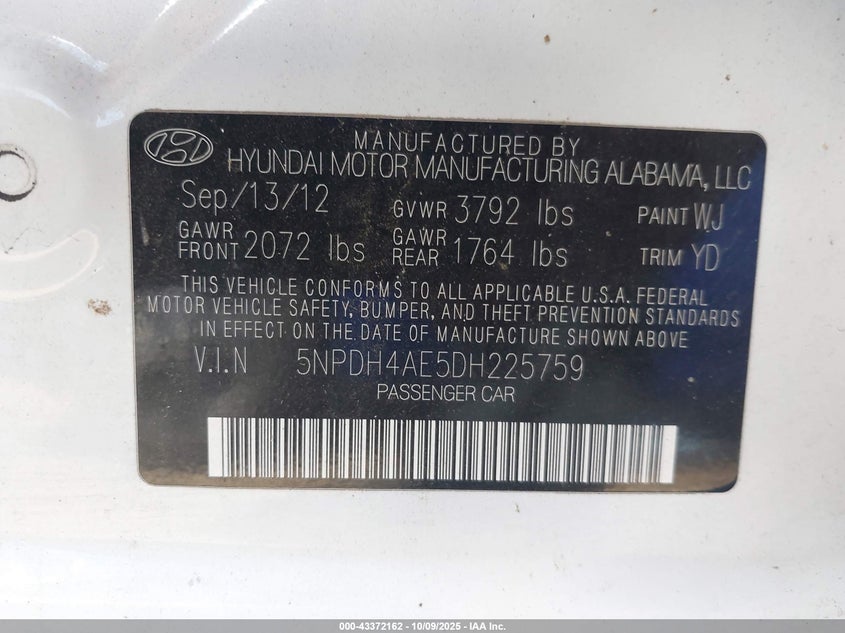 MANUFACTURED BY
HYUNDAI MOTOR MANUFACTURING ALABAMA, LLC
Sep/13/12 GVWR 3792 lbs PAINT WJ
GAWR FRONT 2072 lbs GAWR REAR 1764 lbs TRIM YD
THIS VEHICLE CONFORMS TO ALL APPLICABLE U.S.A. FEDERAL
MOTOR VEHICLE SAFETY, BUMPER, AND THEFT PREVENTION STANDARDS
IN EFFECT ON THE DATE OF MANUFACTURE SHOWN ABOVE
V.I.N 5NPDH4AE5DH225759
PASSENGER CAR
000-43372162 - 10/09/2025 - IAA Inc.